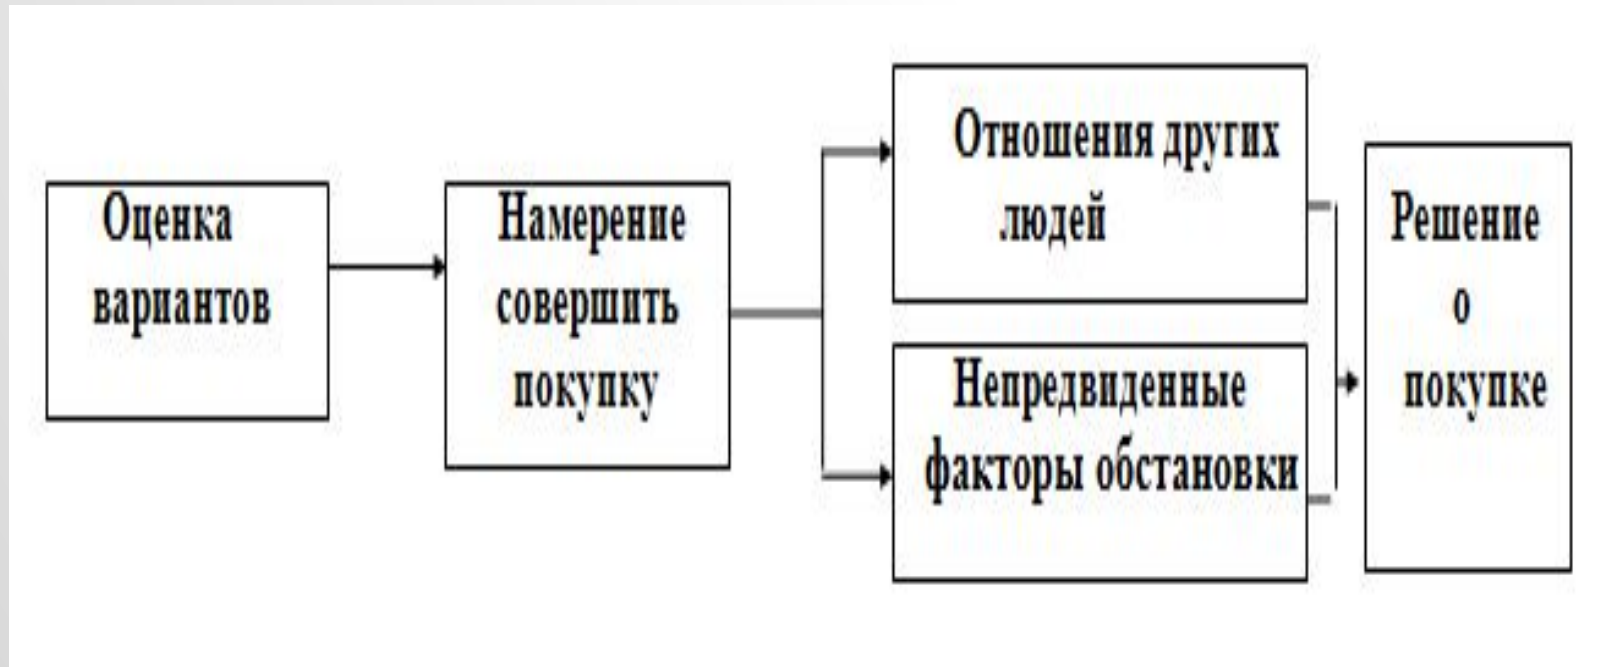 Оценка
вариантов
Намерение
совершить
покупку
Отношения других
людей
Непредвиденные
факторы обстановки
Решение
о
покупке